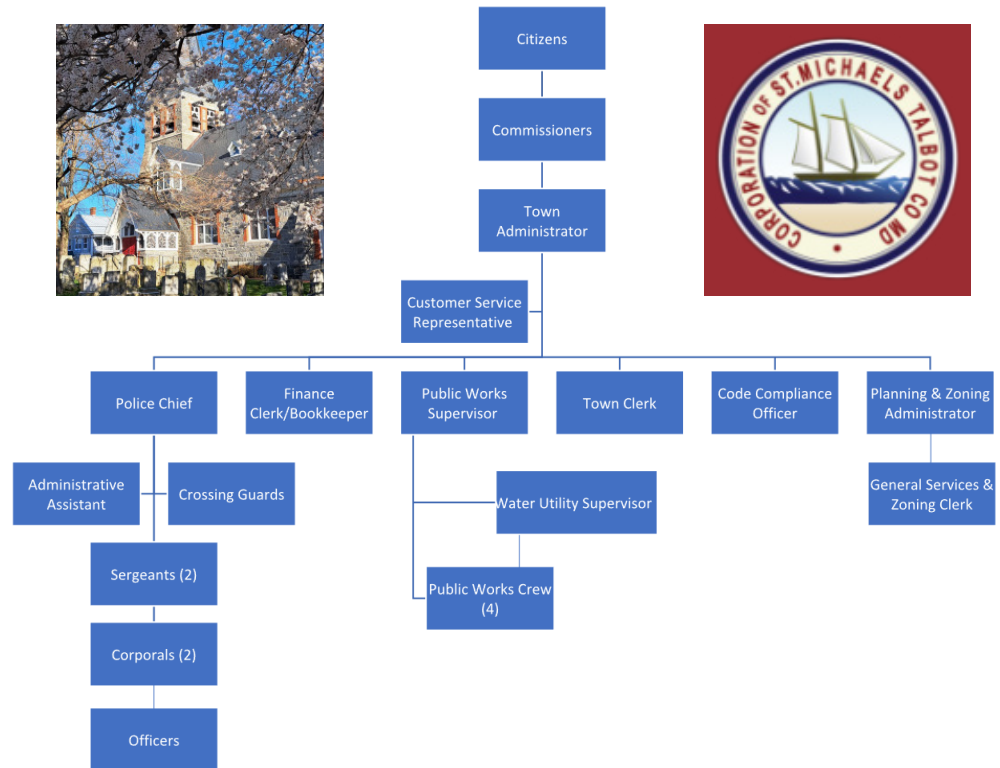 Citizens
CORPORATION OF ST.MICHAELS TALBOT CO MD
Commissioners
Town
Administrator
Customer Service
Representative
Police Chief
Finance
Clerk/Bookkeeper
Public Works
Supervisor
Town Clerk
Code Compliance
Officer
Planning & Zoning
Administrator
Administrative
Assistant
Crossing Guards
Water Utility Supervisor
General Services &
Zoning Clerk
Sergeants (2)
Public Works Crew
(4)
Corporals (2)
Officers